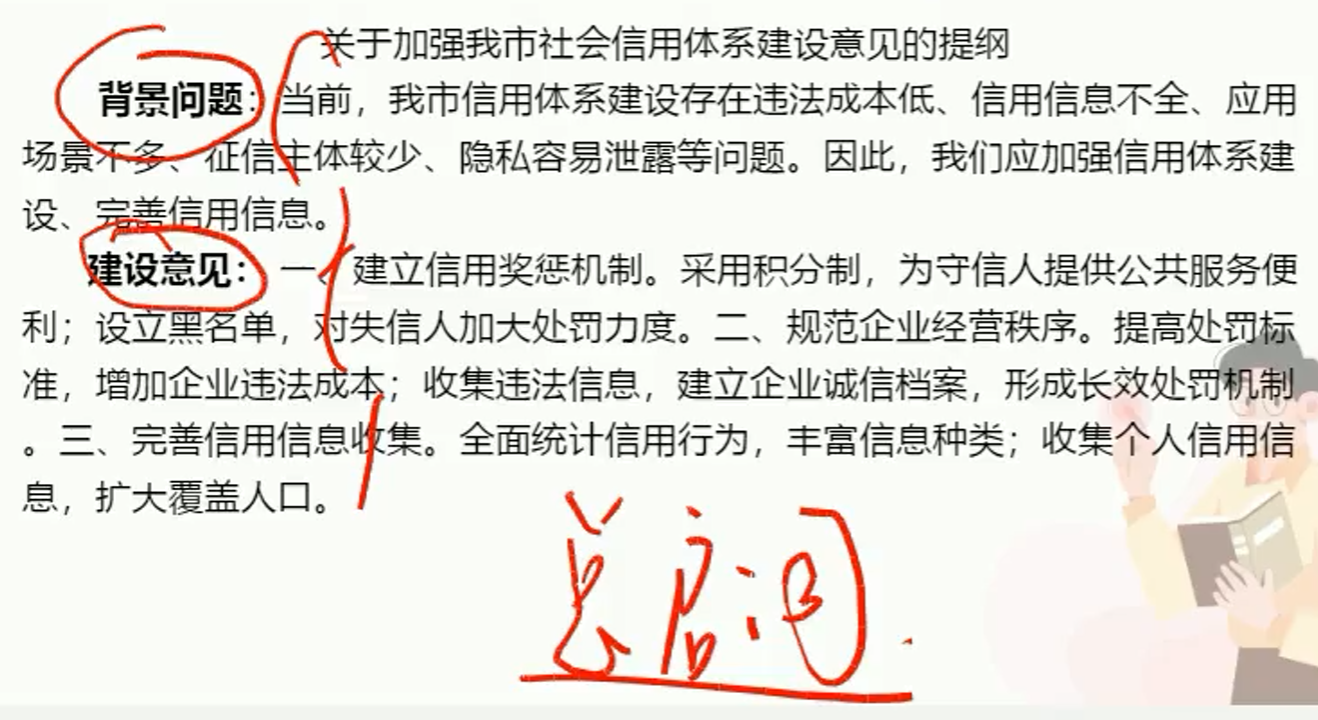 关于加强我市社会信用体系建设意见的提纲
背景问题：当前，我市信用体系建设存在违法成本低、信用信息不全、应用
场景不多、征信主体较少、隐私容易泄露等问题。因此，我们应加强信用体系建
设、完善信用信息。
建设意见：一、建立信用奖惩机制。采用积分制，为守信人提供公共服务便
利；设立黑名单，对失信人加大处罚力度。二、规范企业经营秩序。提高处罚标
准，增加企业违法成本；收集违法信息，建立企业诚信档案，形成长效处罚机制
。三、完善信用信息收集。全面统计信用行为，丰富信息种类；收集个人信用信
息，扩大覆盖人口。